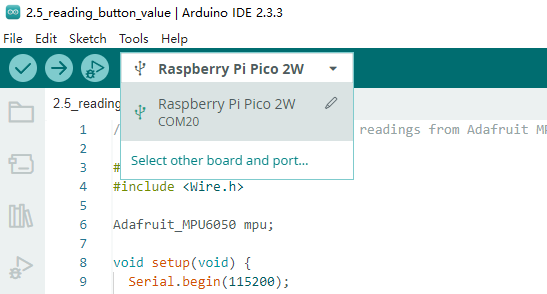 2.5_reading_button_value | Arduino IDE 2.3.3
File Edit Sketch Tools Help
Raspberry Pi Pico 2W
Raspberry Pi Pico 2W
COM20
Select other board and port...
2.5_reading
1 / readings from Adafruit MP
2
3 #
4 #include <Wire.h>
5
6 Adafruit_MPU6050 mpu;
7
8 void setup(void) {
9 Serial.begin(115200);